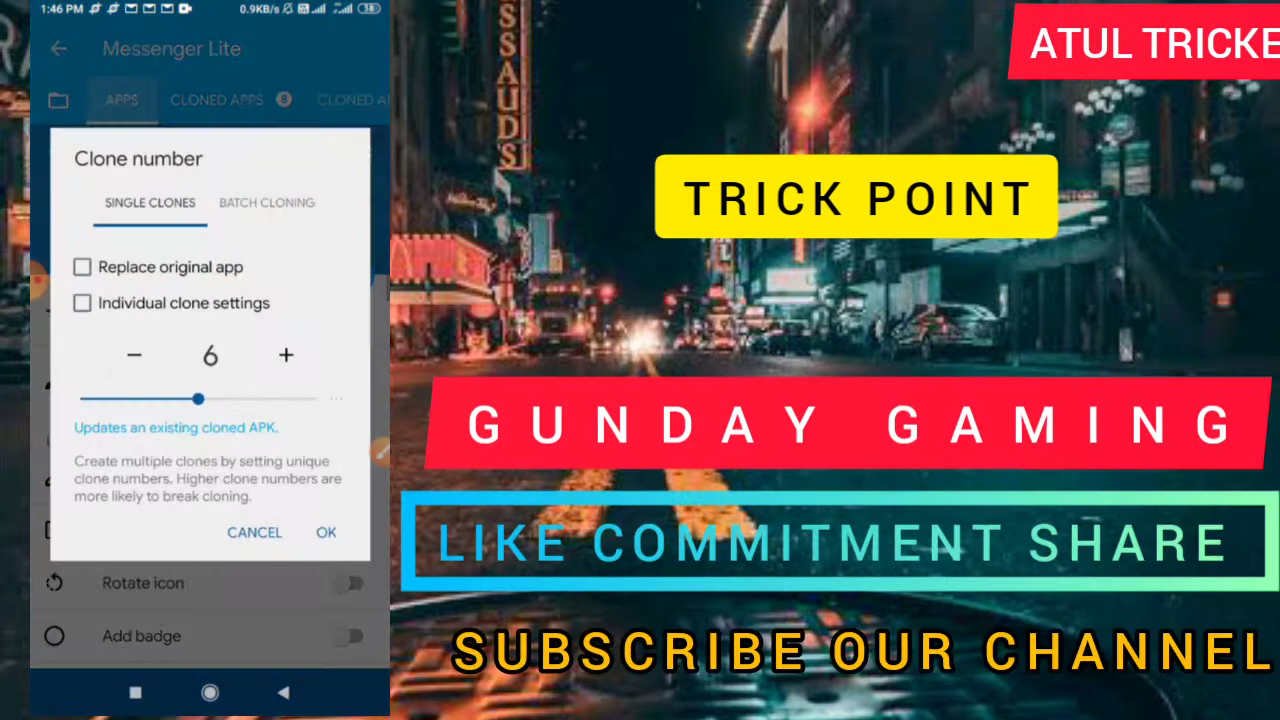 1:46 PM
0.9KB/s
58
Messenger Lite
APPS
CLONED APPS 8
CLONED A
Clone number
SINGLE CLONES
BATCH CLONING
Replace original app
Individual clone settings
− 6 +
Updates an existing cloned APK.
Create multiple clones by setting unique
clone numbers. Higher clone numbers are
more likely to break cloning.
CANCEL OK
Rotate icon
Add badge
SSAUDS
ATUL TRICKE
TRICK POINT
GUNDAY GAMING
LIKE COMMITMENT SHARE
SUBSCRIBE OUR CHANNEL